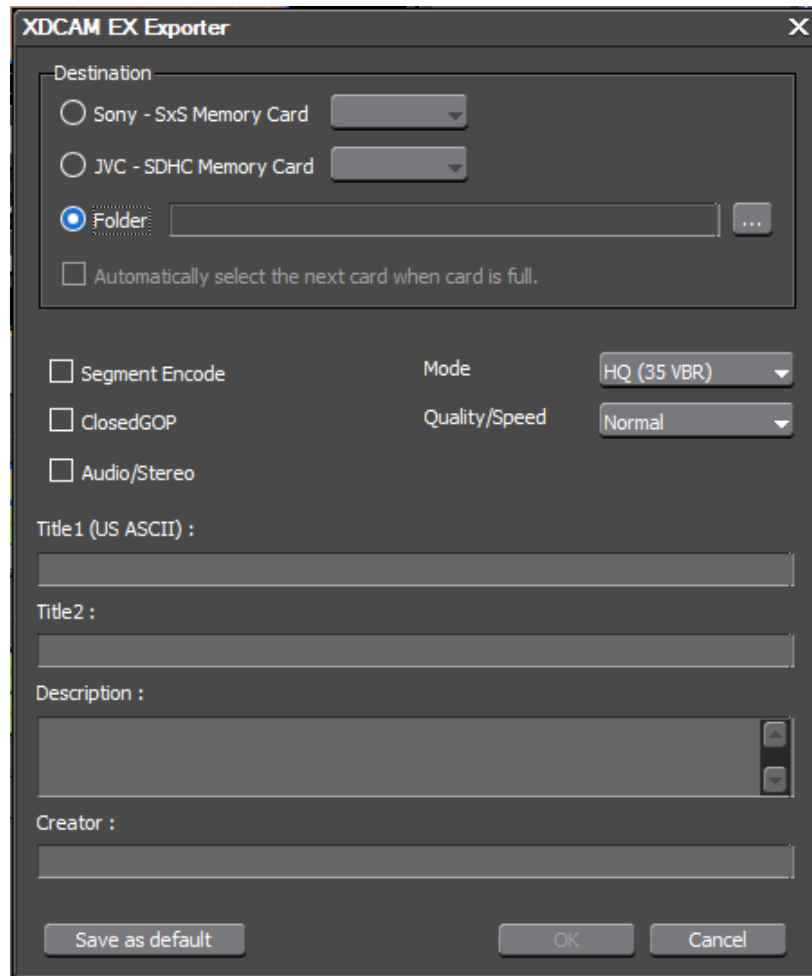 XDCAM EX Exporter
Destination
Sony - SxS Memory Card
JVC - SDHC Memory Card
Folder ...
Automatically select the next card when card is full.
Segment Encode Mode HQ (35 VBR)
ClosedGOP Quality/Speed Normal
Audio/Stereo
Title1 (US ASCII) :
Title2 :
Description :
Creator :
Save as default OK Cancel